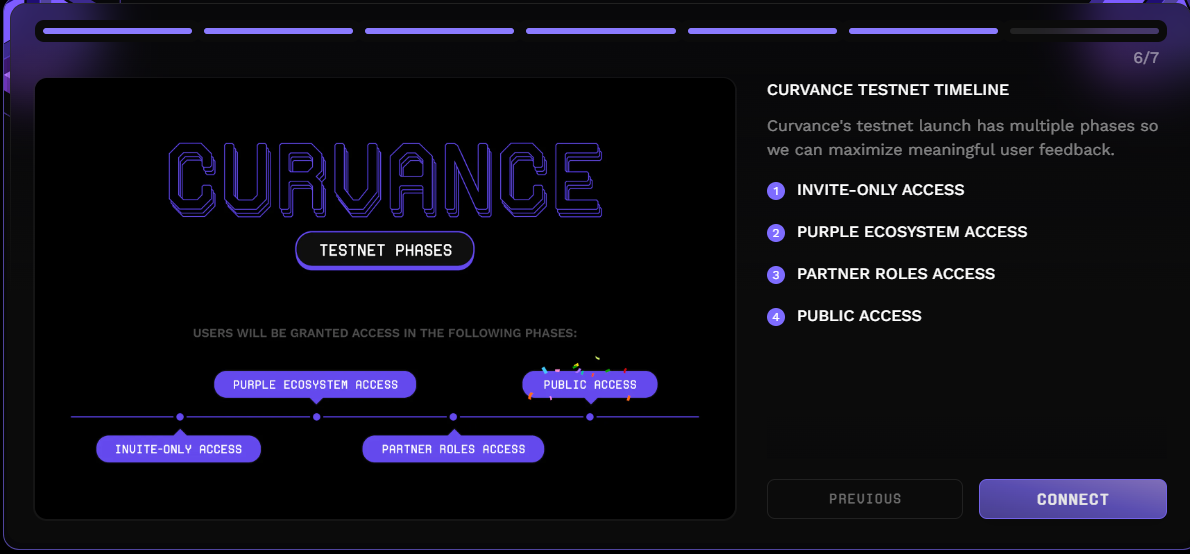 6/7
CURVANCE
TESTNET PHASES
USERS WILL BE GRANTED ACCESS IN THE FOLLOWING PHASES:
PURPLE ECOSYSTEM ACCESS
PUBLIC ACCESS
INVITE-ONLY ACCESS
PARTNER ROLES ACCESS
CURVANCE TESTNET TIMELINE
Curvance's testnet launch has multiple phases so
we can maximize meaningful user feedback.
1 INVITE-ONLY ACCESS
2 PURPLE ECOSYSTEM ACCESS
3 PARTNER ROLES ACCESS
4 PUBLIC ACCESS
PREVIOUS
CONNECT